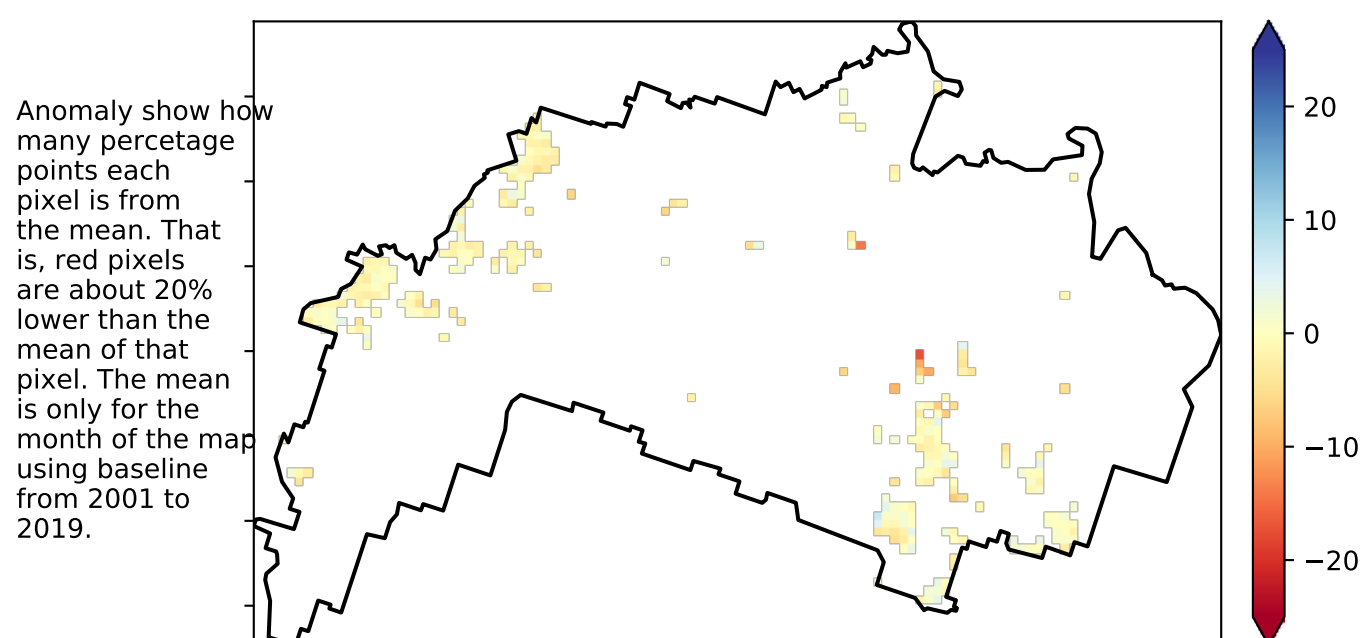 Anomaly show how
many percetage
points each
pixel is from
the mean. That
is, red pixels
are about 20%
lower than the
mean of that
pixel. The mean
is only for the
month of the map
using baseline
from 2001 to
2019.
20
10
0
−10
−20